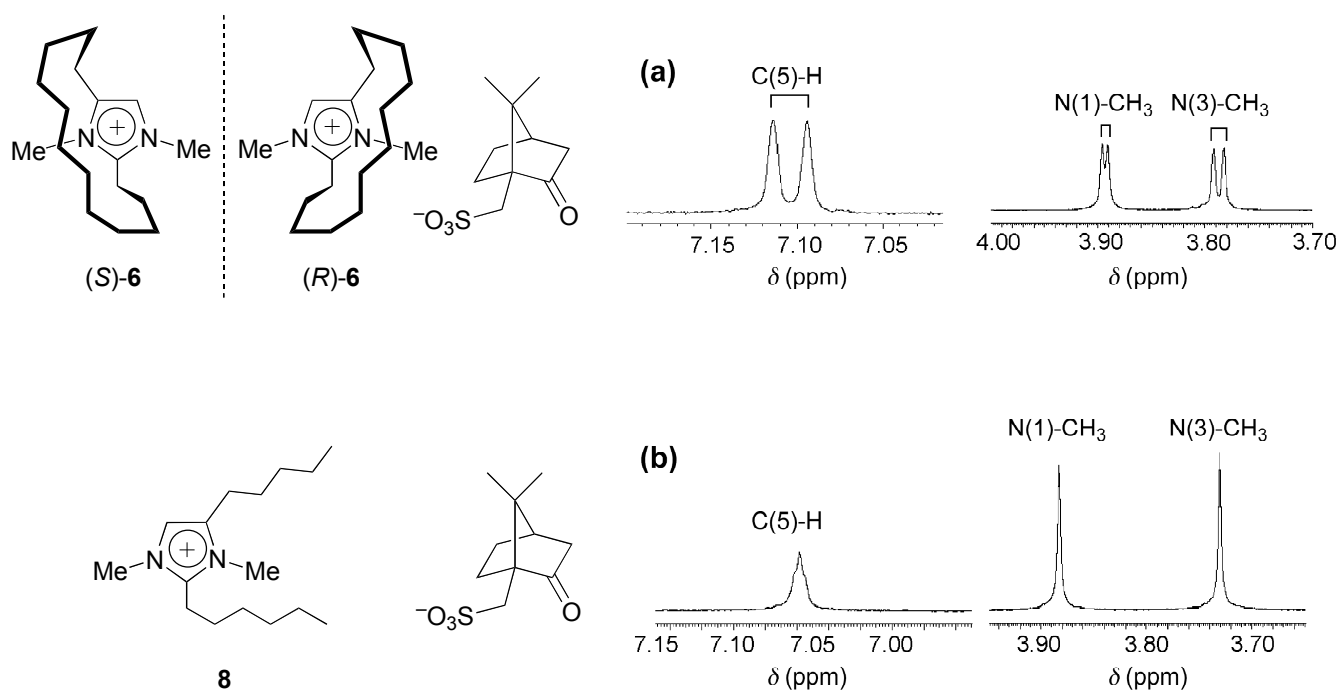 Me
N
+
N
Me
(S)-6
Me
N
+
N
Me
(R)-6
⁻O₃S
O
(a)
C(5)-H
7.15 7.10 7.05
δ (ppm)
N(1)-CH₃ N(3)-CH₃
4.00 3.90 3.80 3.70
δ (ppm)
Me
N
+
N
Me
8
⁻O₃S
O
(b)
C(5)-H
7.15 7.10 7.05 7.00
δ (ppm)
N(1)-CH₃ N(3)-CH₃
3.90 3.80 3.70
δ (ppm)